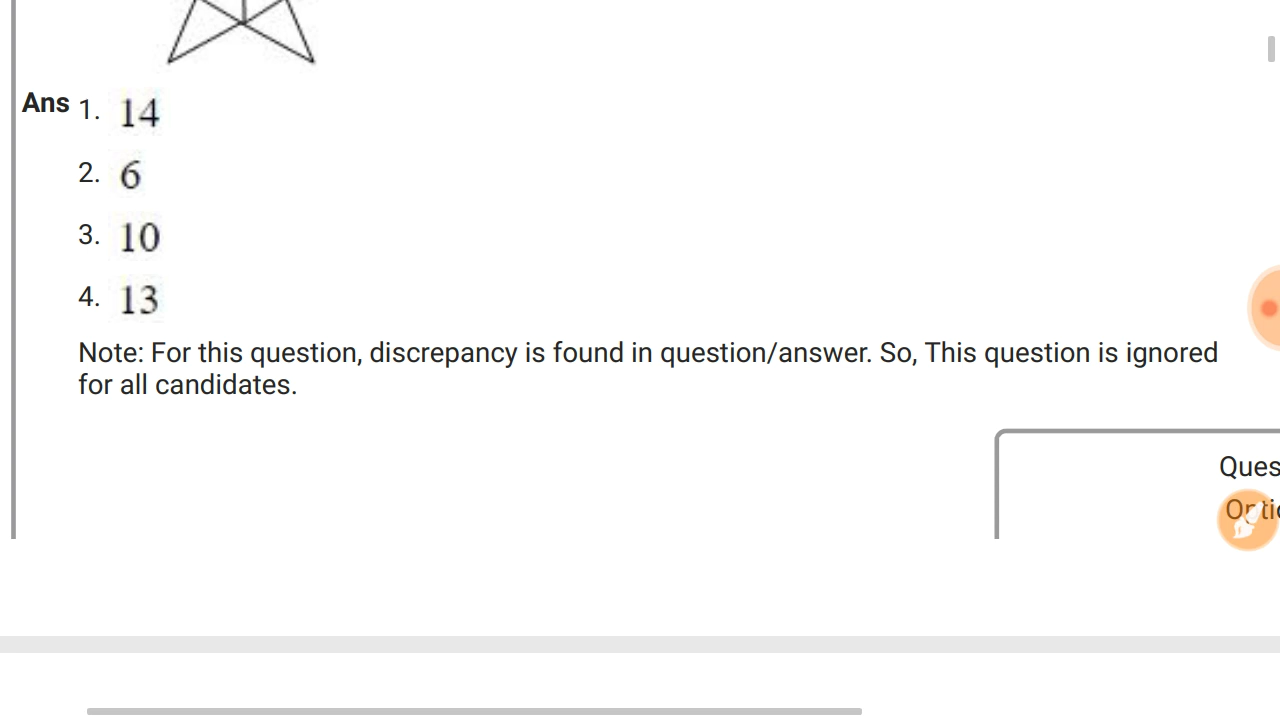 Ans 1. 14
2. 6
3. 10
4. 13
Note: For this question, discrepancy is found in question/answer. So, This question is ignored
for all candidates.
Ques